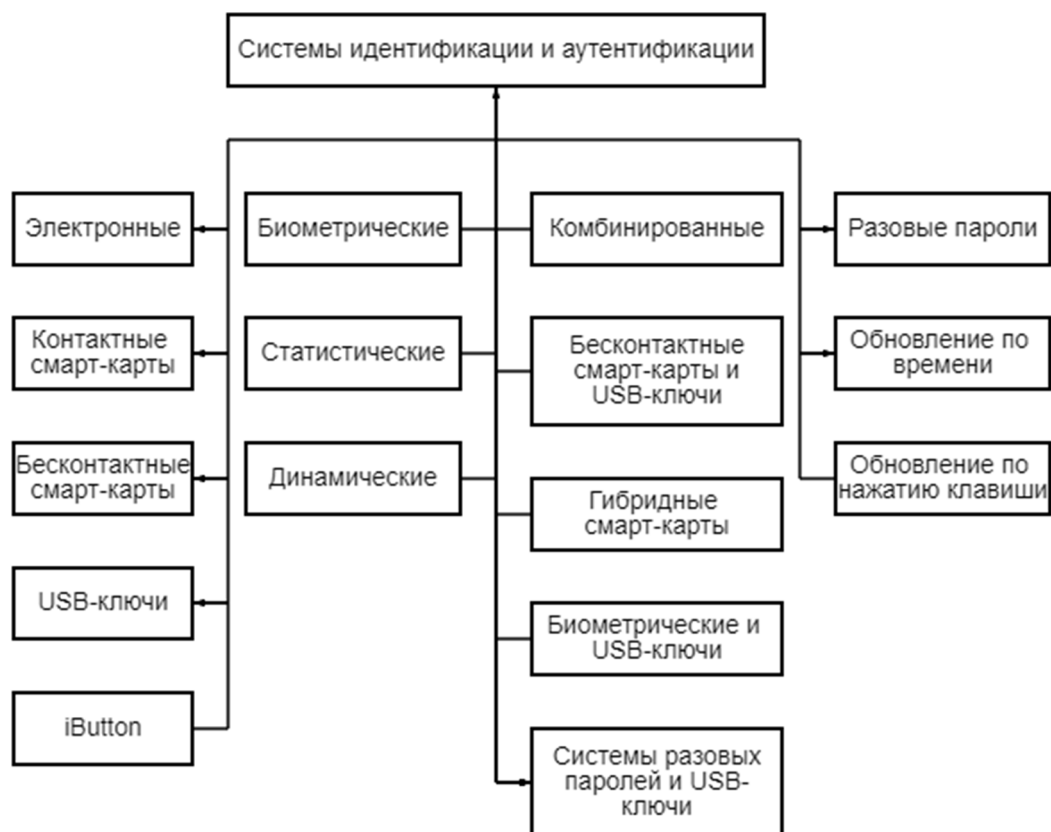 Системы идентификации и аутентификации
Электронные
Биометрические
Комбинированные
Разовые пароли
Контактные
смарт-карты
Статистические
Бесконтактные
смарт-карты и
USB-ключи
Обновление по
времени
Бесконтактные
смарт-карты
Динамические
Гибридные
смарт-карты
Обновление по
нажатию клавиши
USB-ключи
Биометрические и
USB-ключи
iButton
Системы разовых
паролей и USB-
ключи